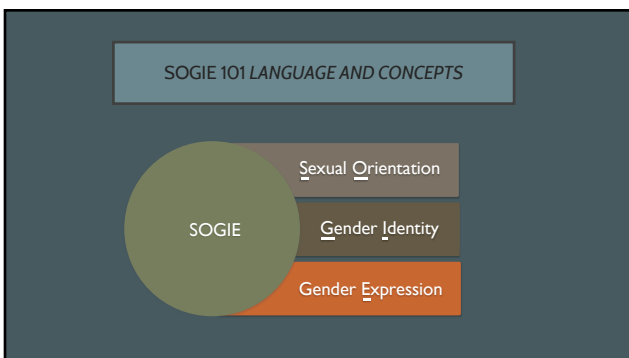 SOGIE 101 LANGUAGE AND CONCEPTS
SOGIE
Sexual Orientation
Gender Identity
Gender Expression